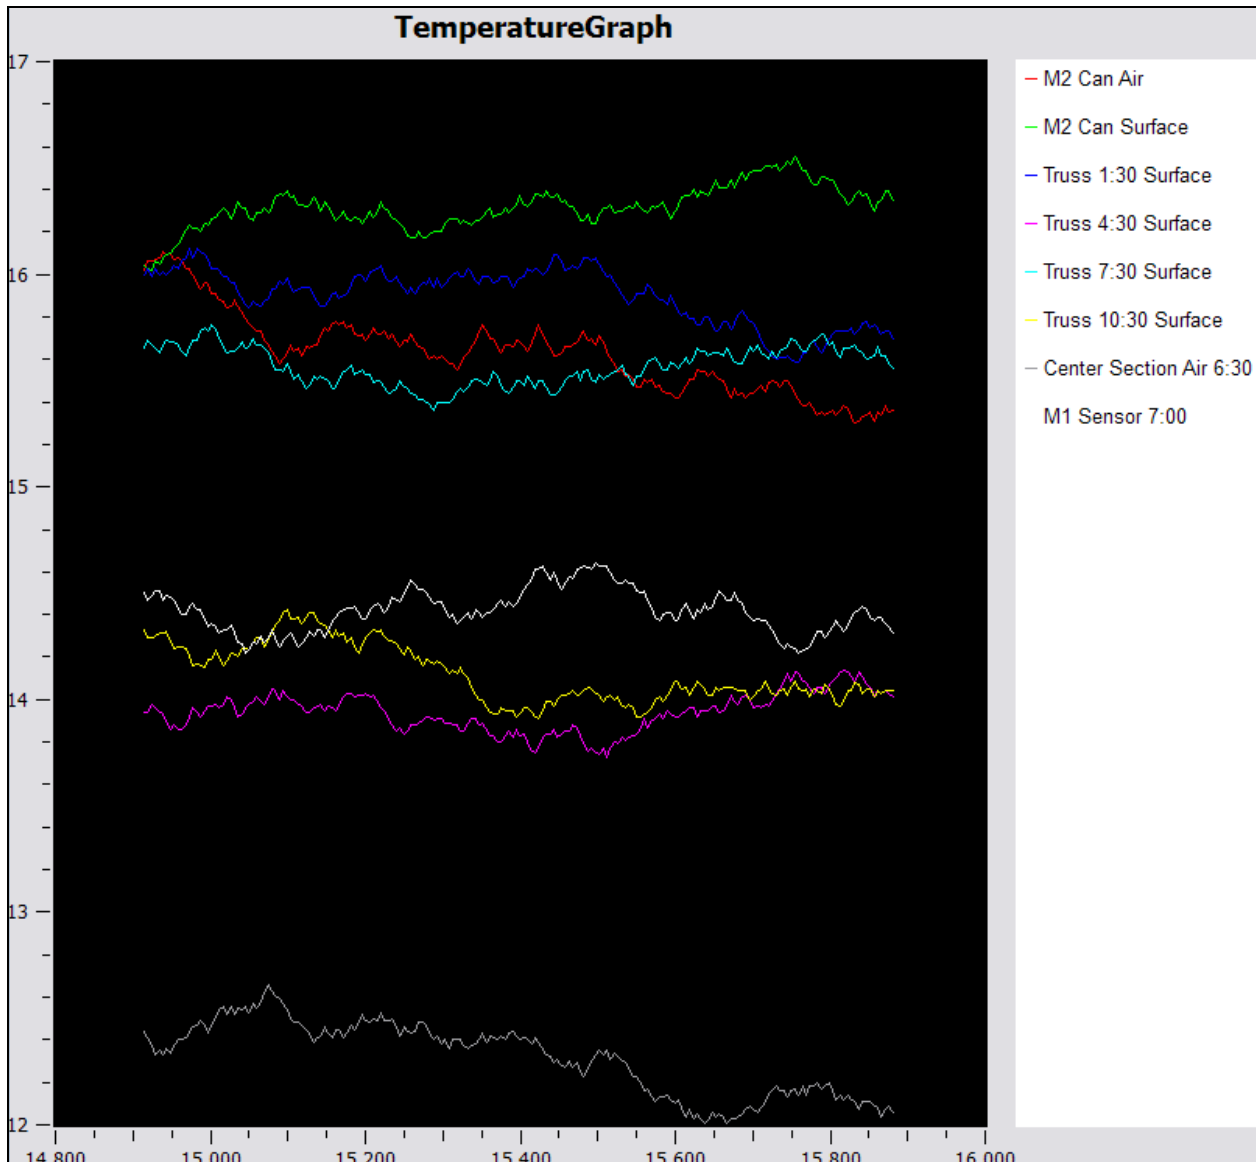 TemperatureGraph
17
16
15
14
13
12
14 800
15 000
15 200
15 400
15 600
15 800
16 000
M2 Can Air
M2 Can Surface
Truss 1:30 Surface
Truss 4:30 Surface
Truss 7:30 Surface
Truss 10:30 Surface
Center Section Air 6:30
M1 Sensor 7:00